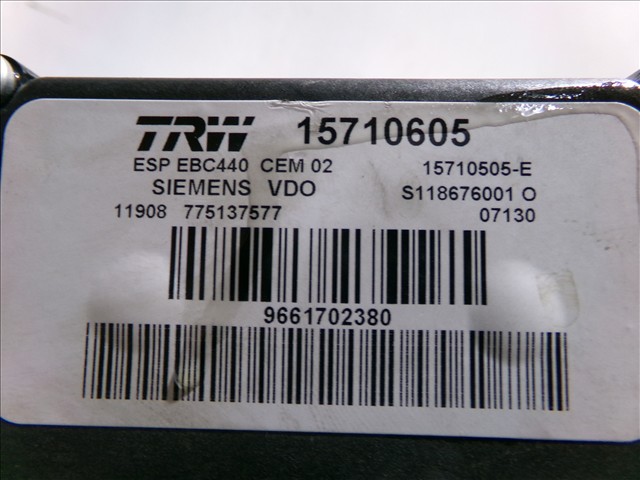 TRW 15710605
ESP EBC440 CEM 02 15710505-E
SIEMENS VDO S118676001 O
11908 775137577 07130
9661702380